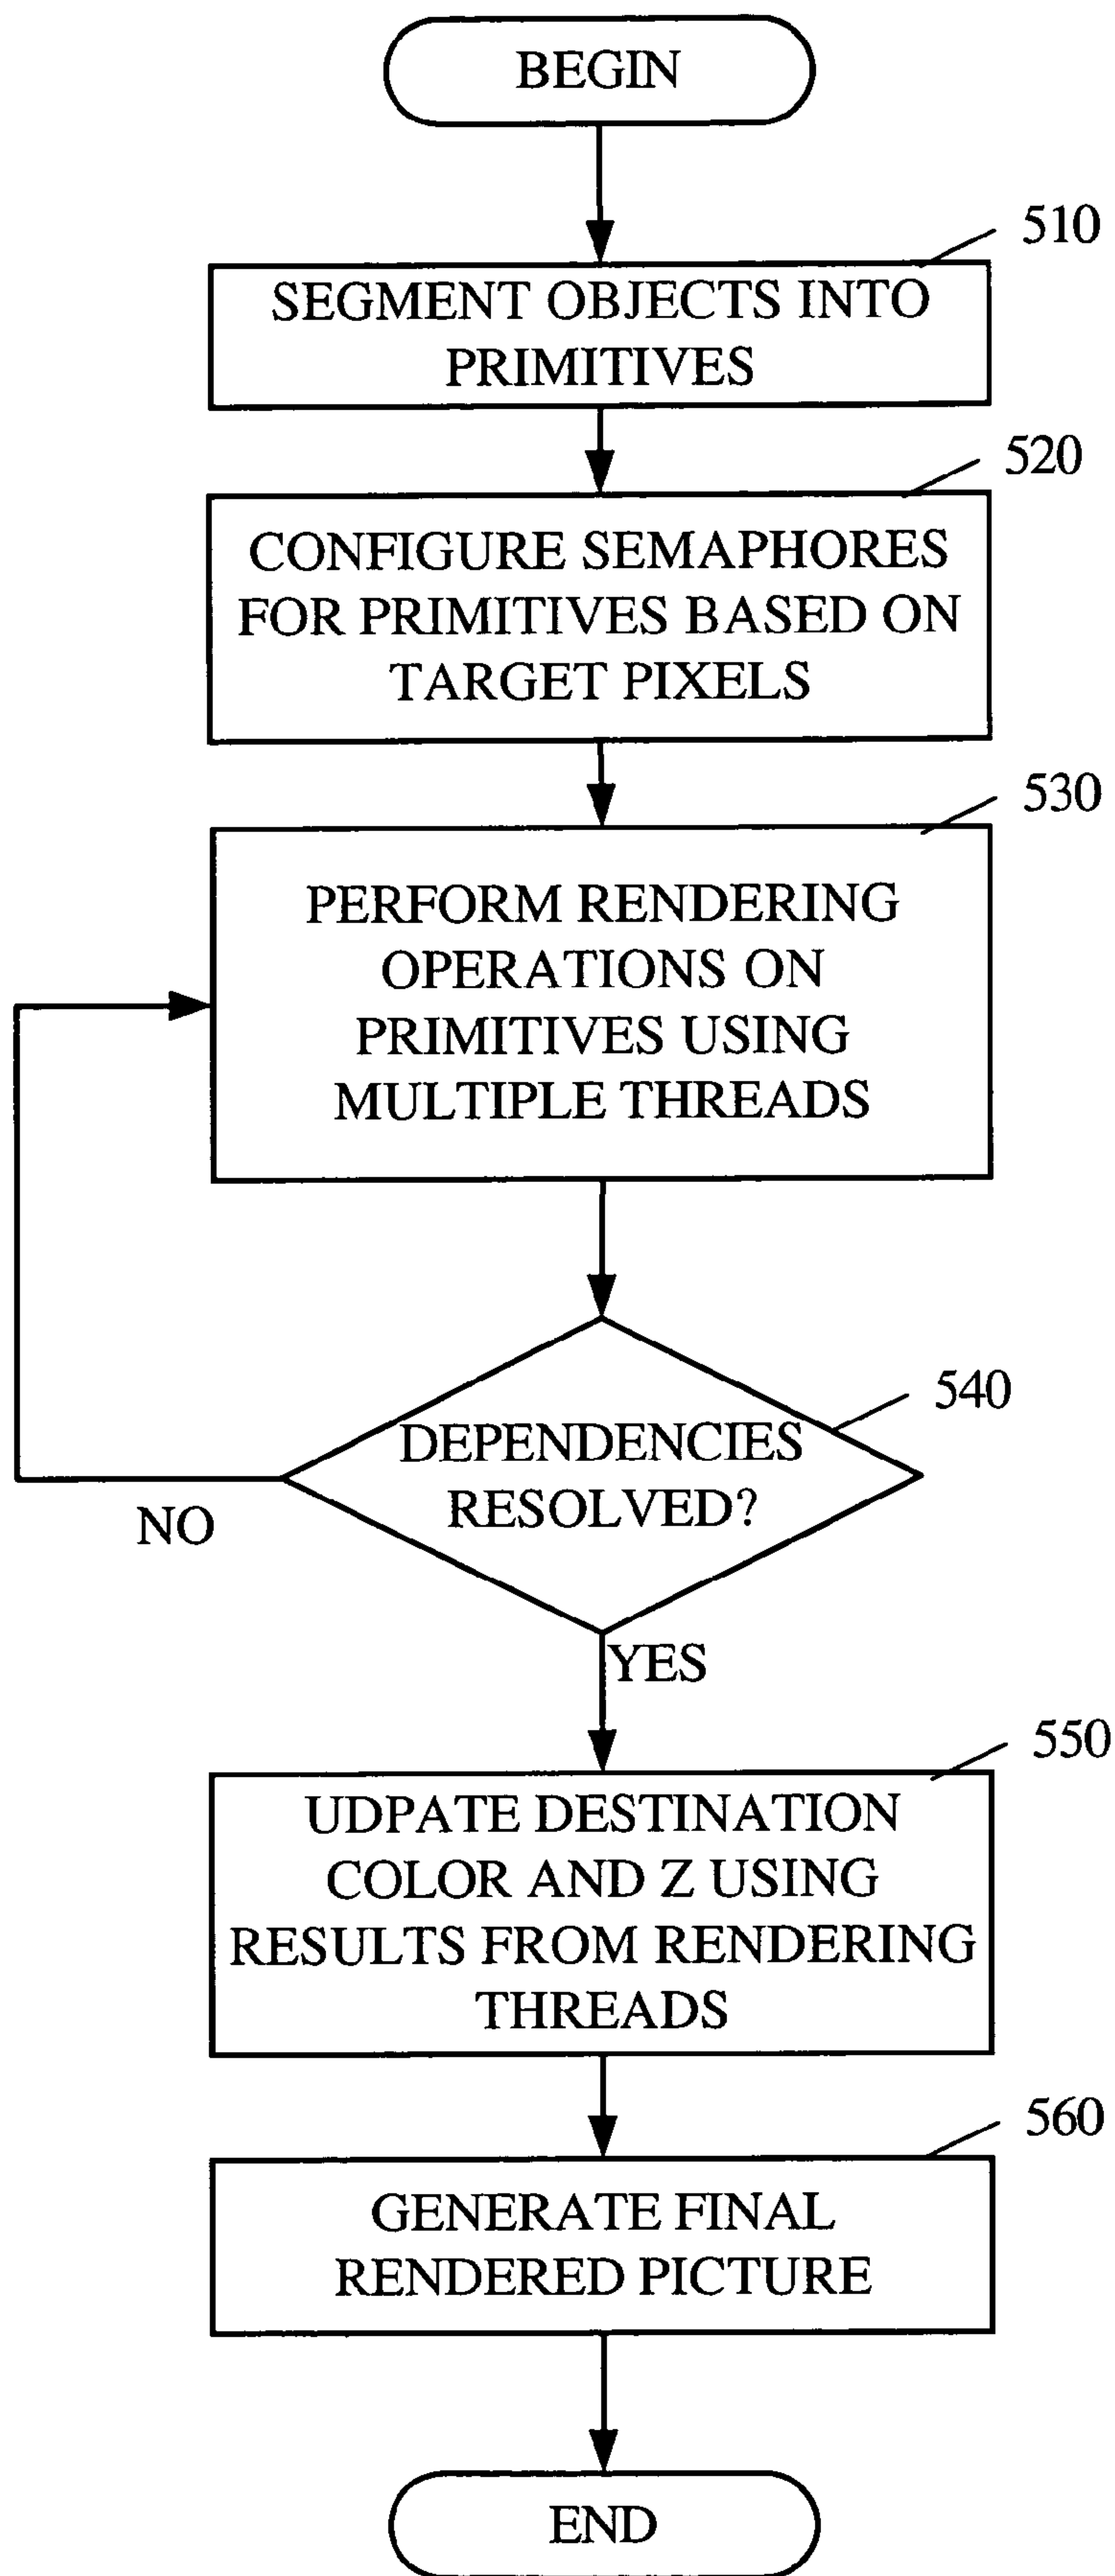 BEGIN
510
SEGMENT OBJECTS INTO
PRIMITIVES
520
CONFIGURE SEMAPHORES
FOR PRIMITIVES BASED ON
TARGET PIXELS
530
PERFORM RENDERING
OPERATIONS ON
PRIMITIVES USING
MULTIPLE THREADS
540
DEPENDENCIES
RESOLVED?
NO
YES
550
UDPATE DESTINATION
COLOR AND Z USING
RESULTS FROM RENDERING
THREADS
560
GENERATE FINAL
RENDERED PICTURE
END